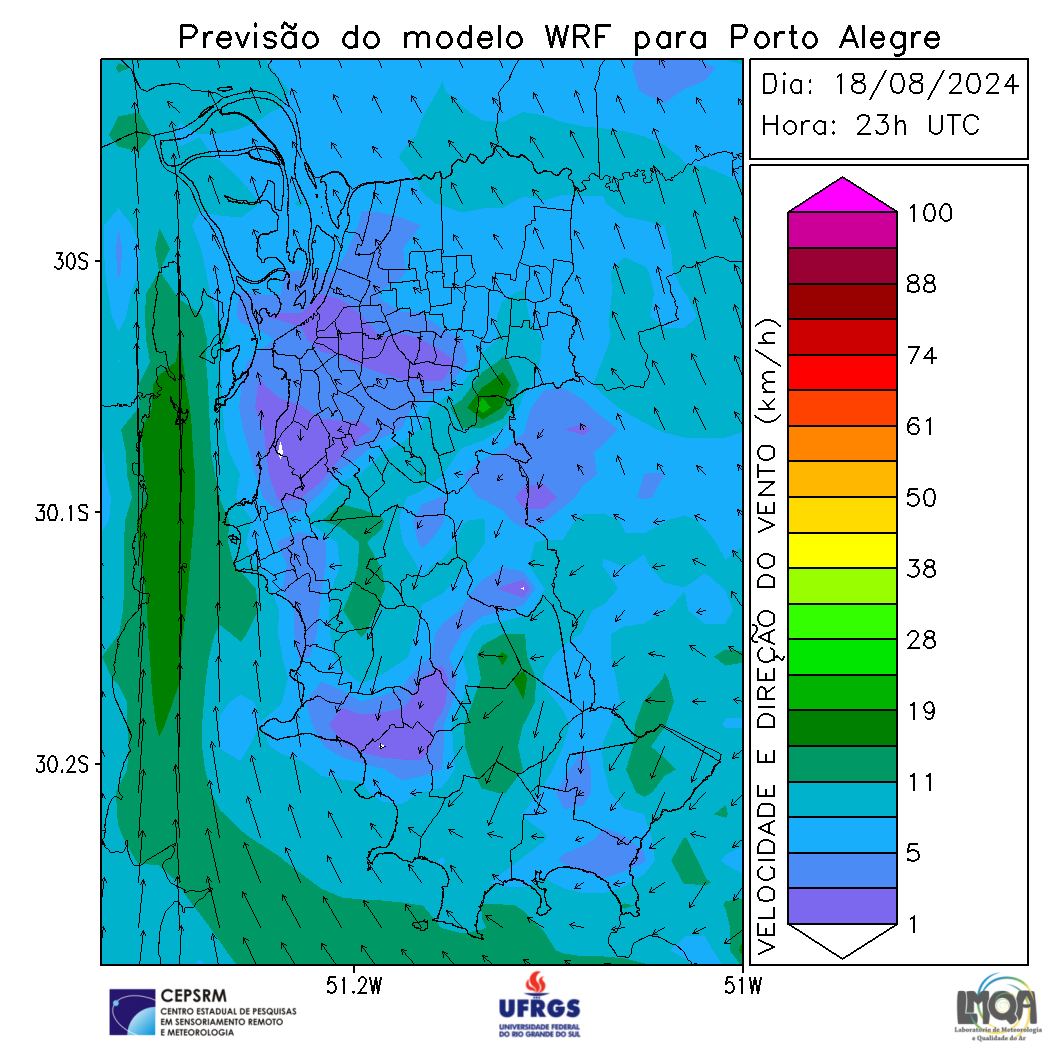 Previsão do modelo WRF para Porto Alegre
Dia: 18/08/2024
Hora: 23h UTC
30S
30.1S
30.2S
51.2W
51W
VELOCIDADE E DIREÇÃO DO VENTO (km/h)
100
88
74
61
50
38
28
19
11
5
1
CEPSRM
CENTRO ESTADUAL DE PESQUISAS
EM SENSORIAMENTO REMOTO
E METEOROLOGIA
UFRGS
UNIVERSIDADE FEDERAL
DO RIO GRANDE DO SUL
LMQA
Laboratório de Meteorologia
e Qualidade do Ar